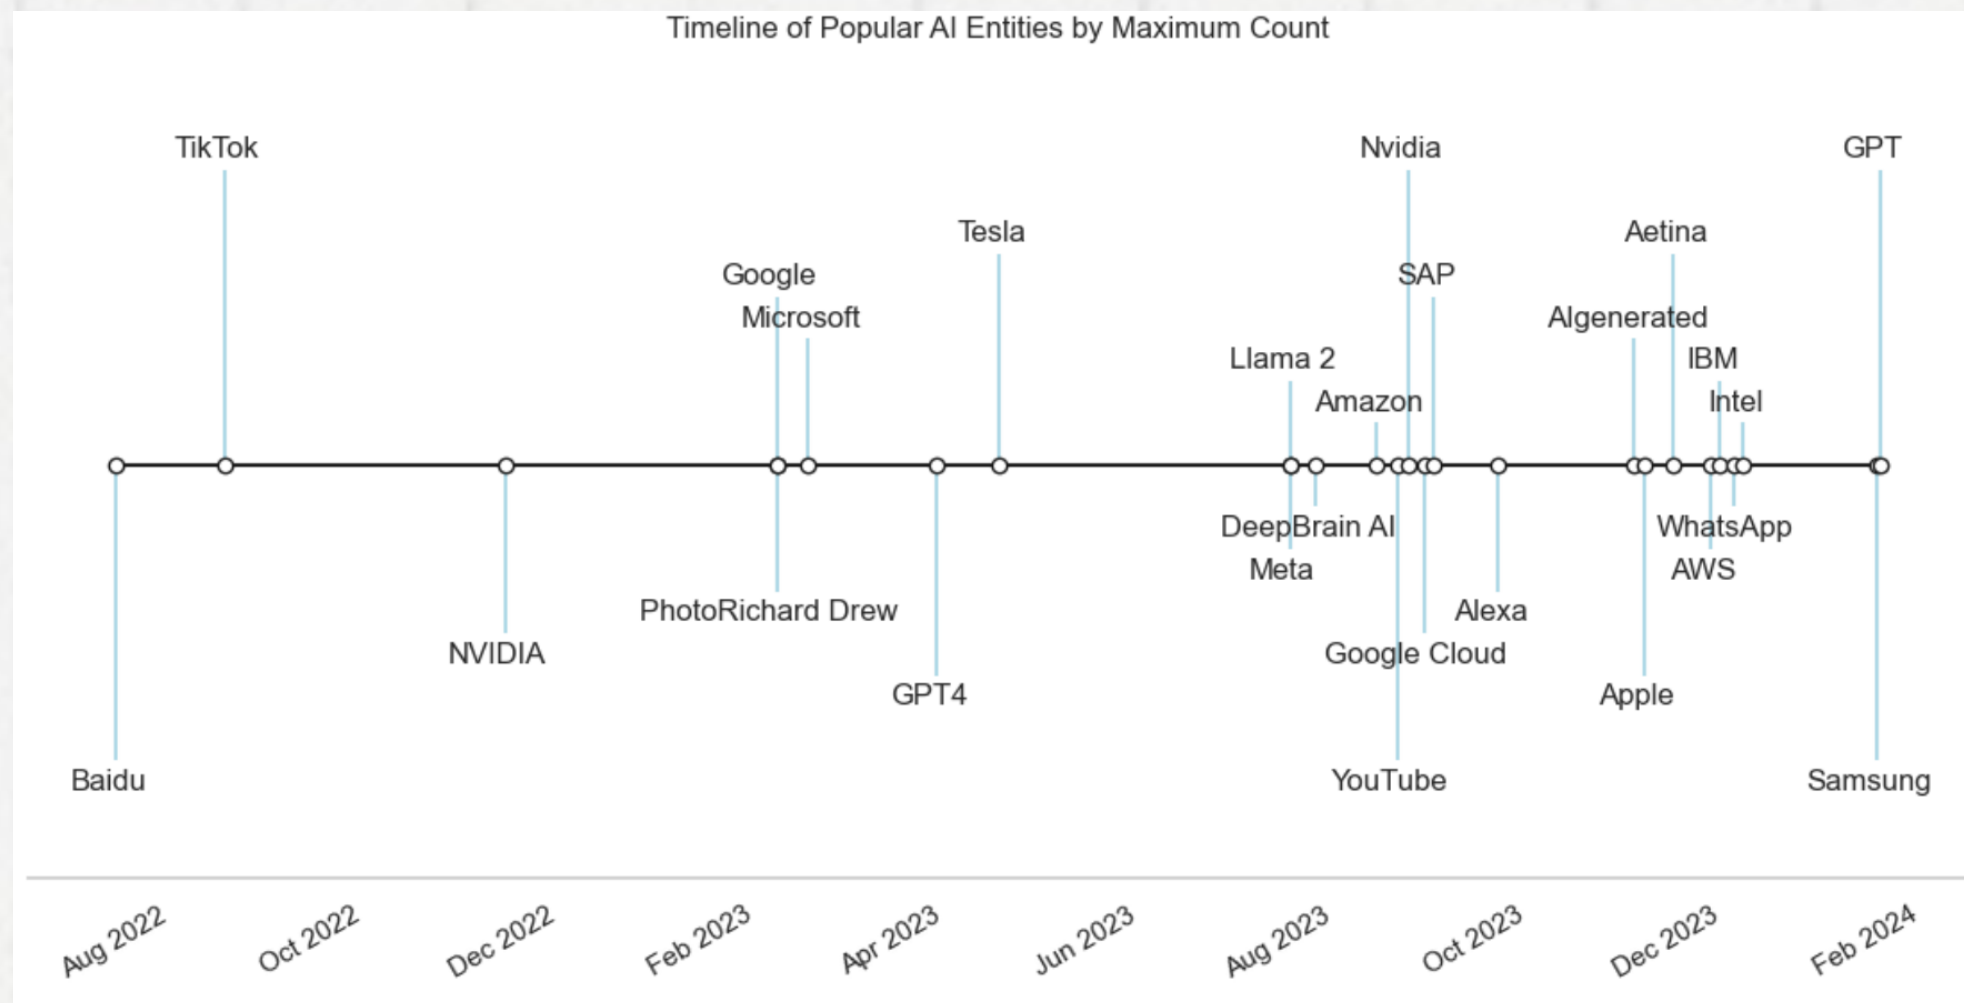 Timeline of Popular AI Entities by Maximum Count
TikTok
Nvidia
GPT
Tesla
Aetina
Google
SAP
Microsoft
AIgenerated
Llama 2
IBM
Amazon
Intel
DeepBrain AI
WhatsApp
Meta
AWS
PhotoRichard Drew
Alexa
NVIDIA
Google Cloud
GPT4
Apple
Baidu
YouTube
Samsung
Aug 2022
Oct 2022
Dec 2022
Feb 2023
Apr 2023
Jun 2023
Aug 2023
Oct 2023
Dec 2023
Feb 2024